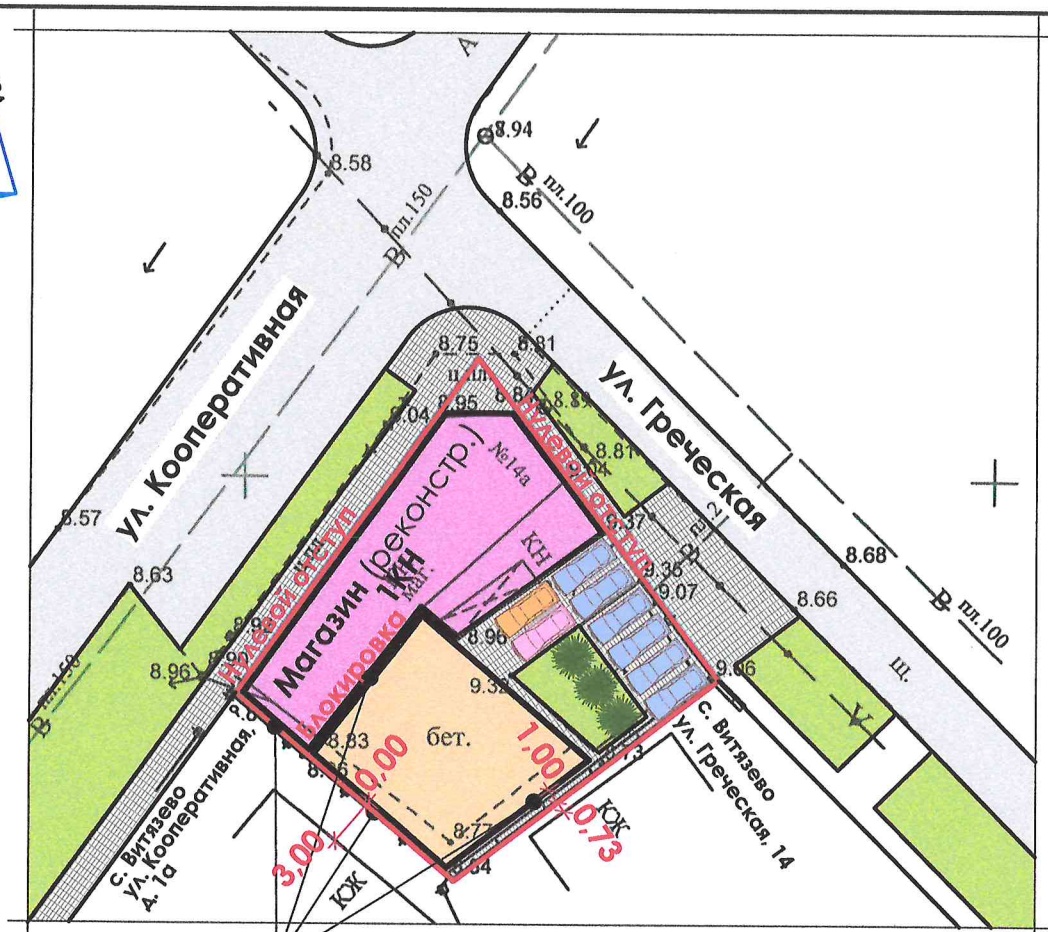 А
8.94
8.58
В
пл.100
пл.150
В
8.56
ул. Кооперативная
8.75
8.81
ул. Греческая
8.95
.04
8.81
№14а
Нулевой отступ
Нулевой отступ
Магазин (реконстр.)
1КН
маг.
КН
Блокировка
8.57
8.63
8.68
9.35
9.07
8.66
В
пл.100
8.96
8.96
9.32
9.06
щ.
В
бет.
8.83
0,00
1,00
0,73
3,00
8.77
КЖ
КЖ
с. Витязево
ул. Кооперативная,
д. 1а
с. Витязево
ул. Греческая, 14